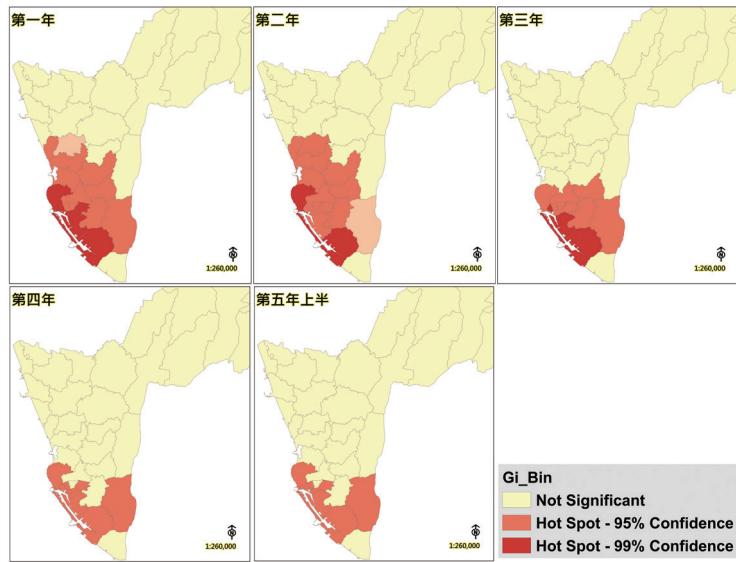 第一年
N
1:260,000
第二年
N
1:260,000
第三年
N
1:260,000
第四年
N
1:260,000
第五年上半
N
1:260,000
Gi_Bin
Not Significant
Hot Spot - 95% Confidence
Hot Spot - 99% Confidence